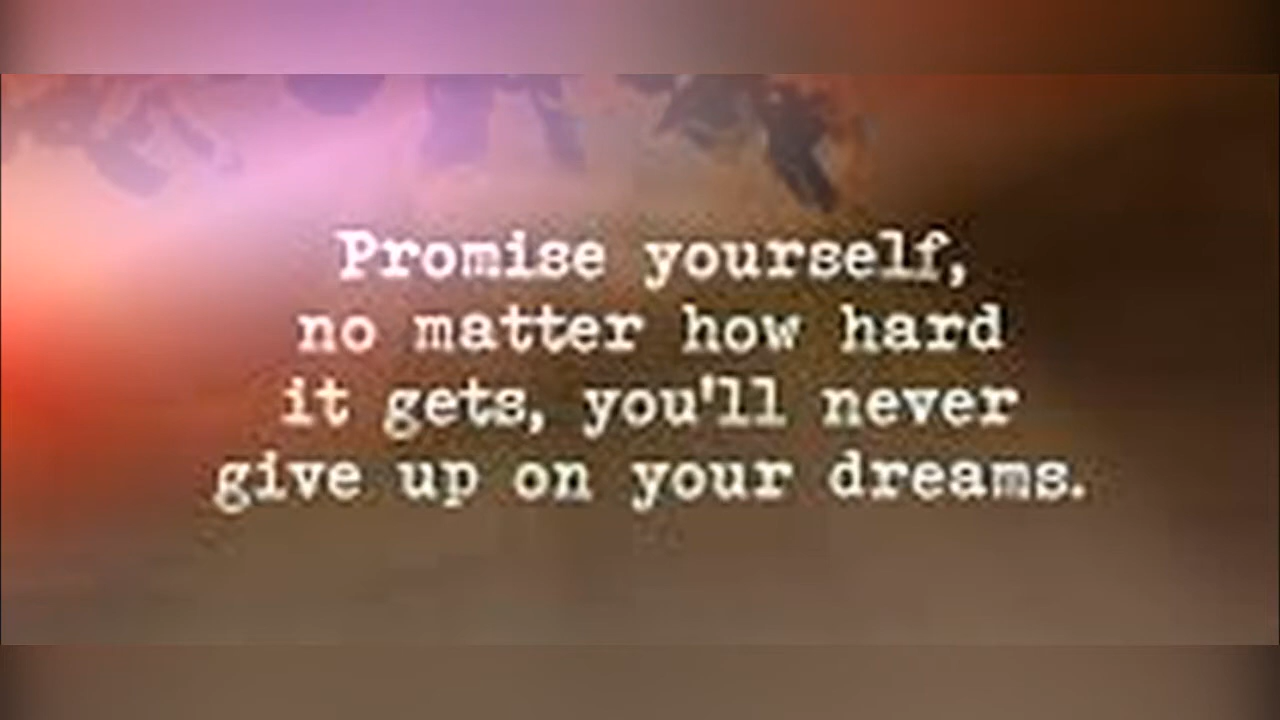 Promise yourself,
no matter how hard
it gets, you'll never
give up on your dreams.